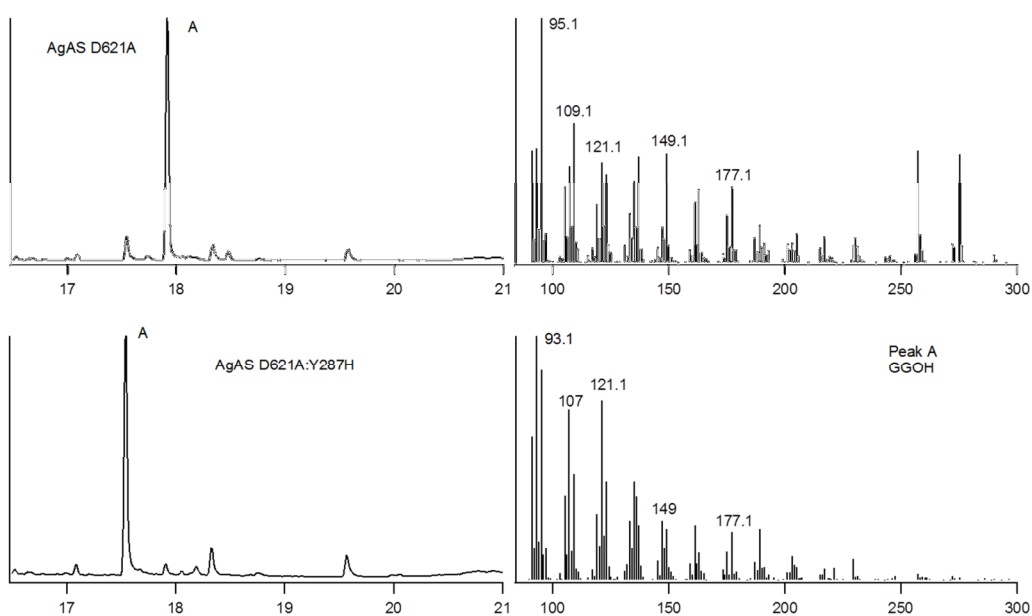 AgAS D621A
A
17 18 19 20 21
95.1
109.1
121.1
149.1
177.1
100 150 200 250 300
A
AgAS D621A:Y287H
17 18 19 20 21
93.1
107
121.1
149
177.1
Peak A
GGOH
100 150 200 250 300